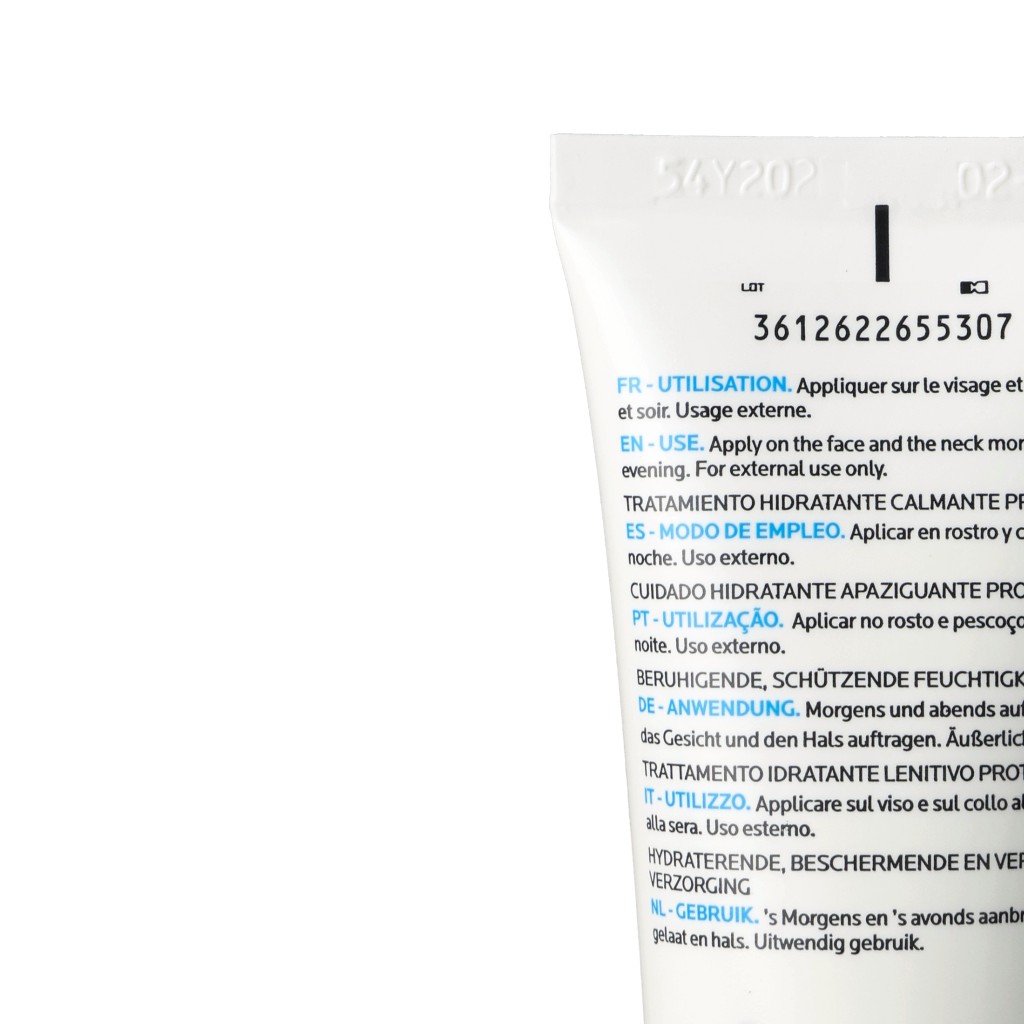 54Y202 02-
LOT
3612622655307
FR - UTILISATION. Appliquer sur le visage et
et soir. Usage externe.
EN - USE. Apply on the face and the neck mor
evening. For external use only.
TRATAMIENTO HIDRATANTE CALMANTE PR
ES - MODO DE EMPLEO. Aplicar en rostro y c
noche. Uso externo.
CUIDADO HIDRATANTE APAZIGUANTE PRO
PT - UTILIZAÇÃO. Aplicar no rosto e pescoço
noite. Uso externo.
BERUHIGENDE, SCHÜTZENDE FEUCHTIGK
DE - ANWENDUNG. Morgens und abends auf
das Gesicht und den Hals auftragen. Äußerlich
TRATTAMENTO IDRATANTE LENITIVO PROT
IT - UTILIZZO. Applicare sul viso e sul collo al
alla sera. Uso esterno.
HYDRATERENDE, BESCHERMENDE EN VER
VERZORGING
NL - GEBRUIK. 's Morgens en 's avonds aanbr
gelaat en hals. Uitwendig gebruik.